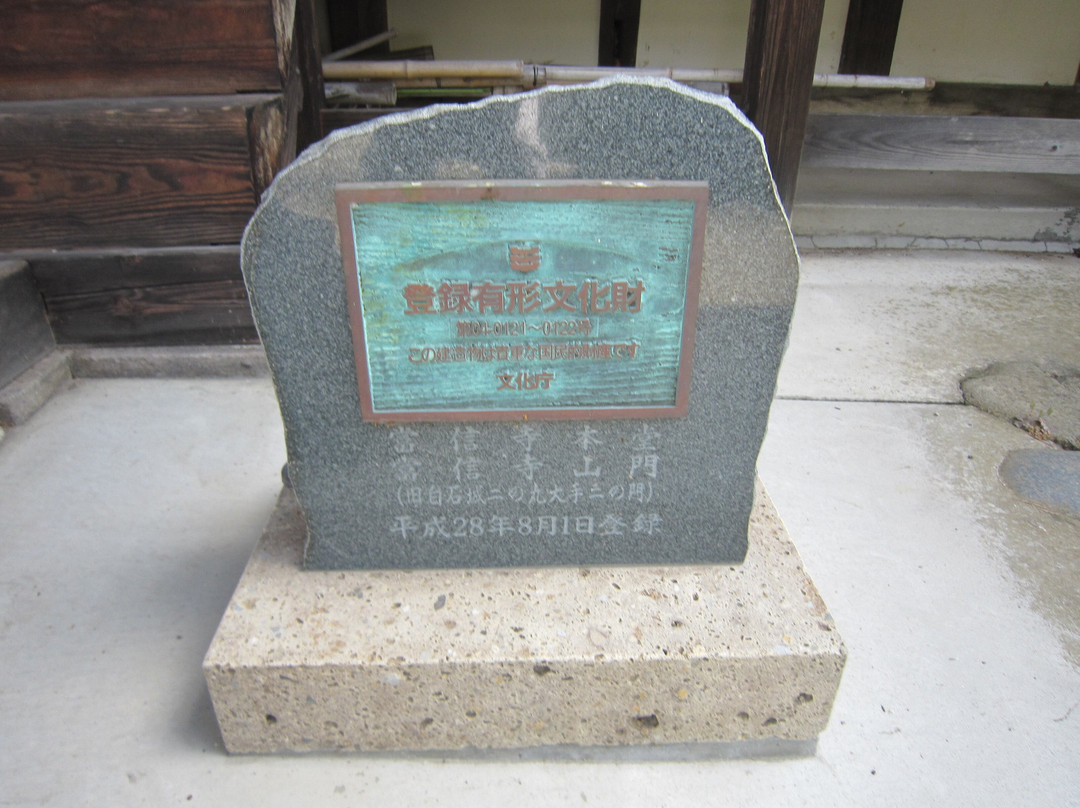 登録有形文化財
第04-0121～0122号
この建造物は貴重な国民的財産です
文化庁
當信寺本堂
當信寺山門
(旧白石城二の丸大手二の門)
平成28年8月1日登録